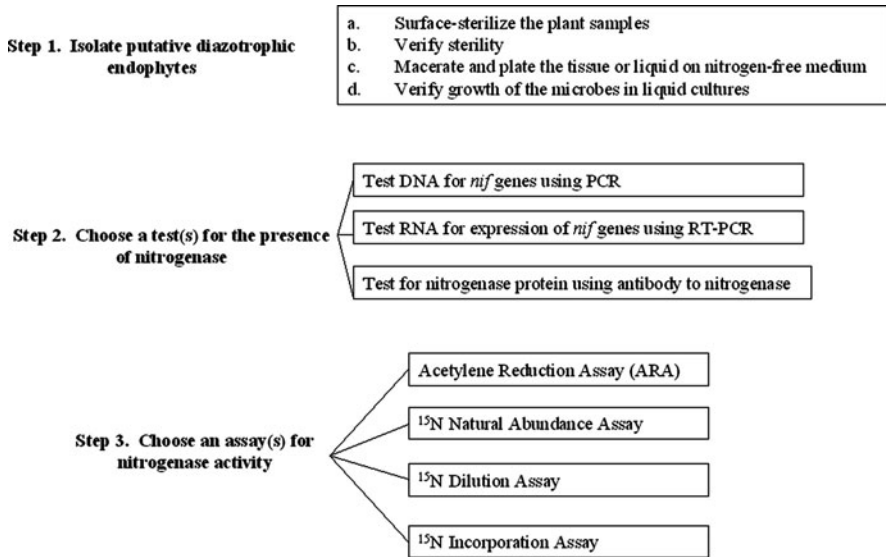 Step 1. Isolate putative diazotrophic
endophytes
a. Surface-sterilize the plant samples
b. Verify sterility
c. Macerate and plate the tissue or liquid on nitrogen-free medium
d. Verify growth of the microbes in liquid cultures
Step 2. Choose a test(s) for the presence
of nitrogenase
Test DNA for nif genes using PCR
Test RNA for expression of nif genes using RT-PCR
Test for nitrogenase protein using antibody to nitrogenase
Step 3. Choose an assay(s) for
nitrogenase activity
Acetylene Reduction Assay (ARA)
¹⁵N Natural Abundance Assay
¹⁵N Dilution Assay
¹⁵N Incorporation Assay